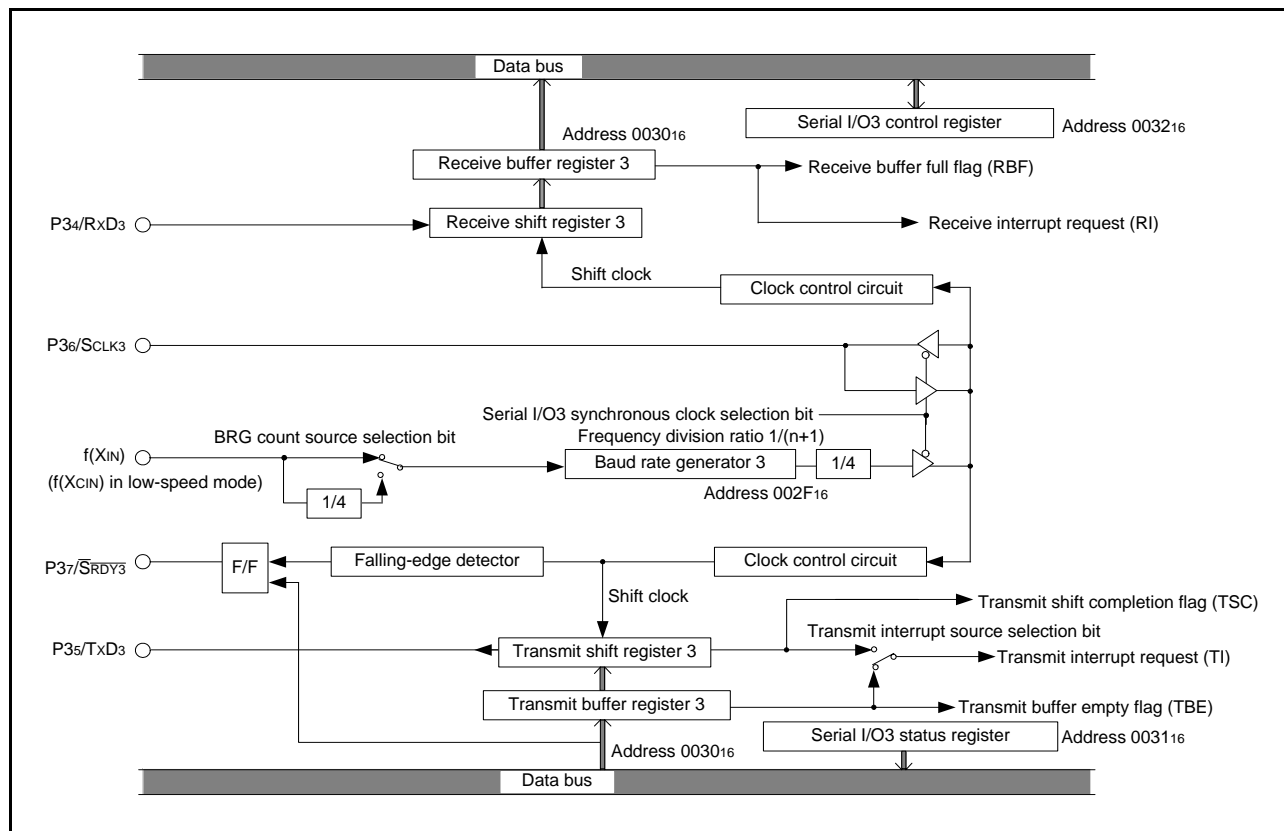 Data bus
Address 003016
Serial I/O3 control register
Address 003216
Receive buffer register 3
Receive buffer full flag (RBF)
P34/RXD3
Receive shift register 3
Receive interrupt request (RI)
Shift clock
Clock control circuit
P36/SCLK3
Serial I/O3 synchronous clock selection bit
BRG count source selection bit
Frequency division ratio 1/(n+1)
f(XIN)
Baud rate generator 3
1/4
(f(XCIN) in low-speed mode)
1/4
Address 002F16
P37/SRDY3
F/F
Falling-edge detector
Clock control circuit
Shift clock
Transmit shift completion flag (TSC)
Transmit interrupt source selection bit
P35/TXD3
Transmit shift register 3
Transmit interrupt request (TI)
Transmit buffer register 3
Transmit buffer empty flag (TBE)
Address 003016
Serial I/O3 status register
Address 003116
Data bus